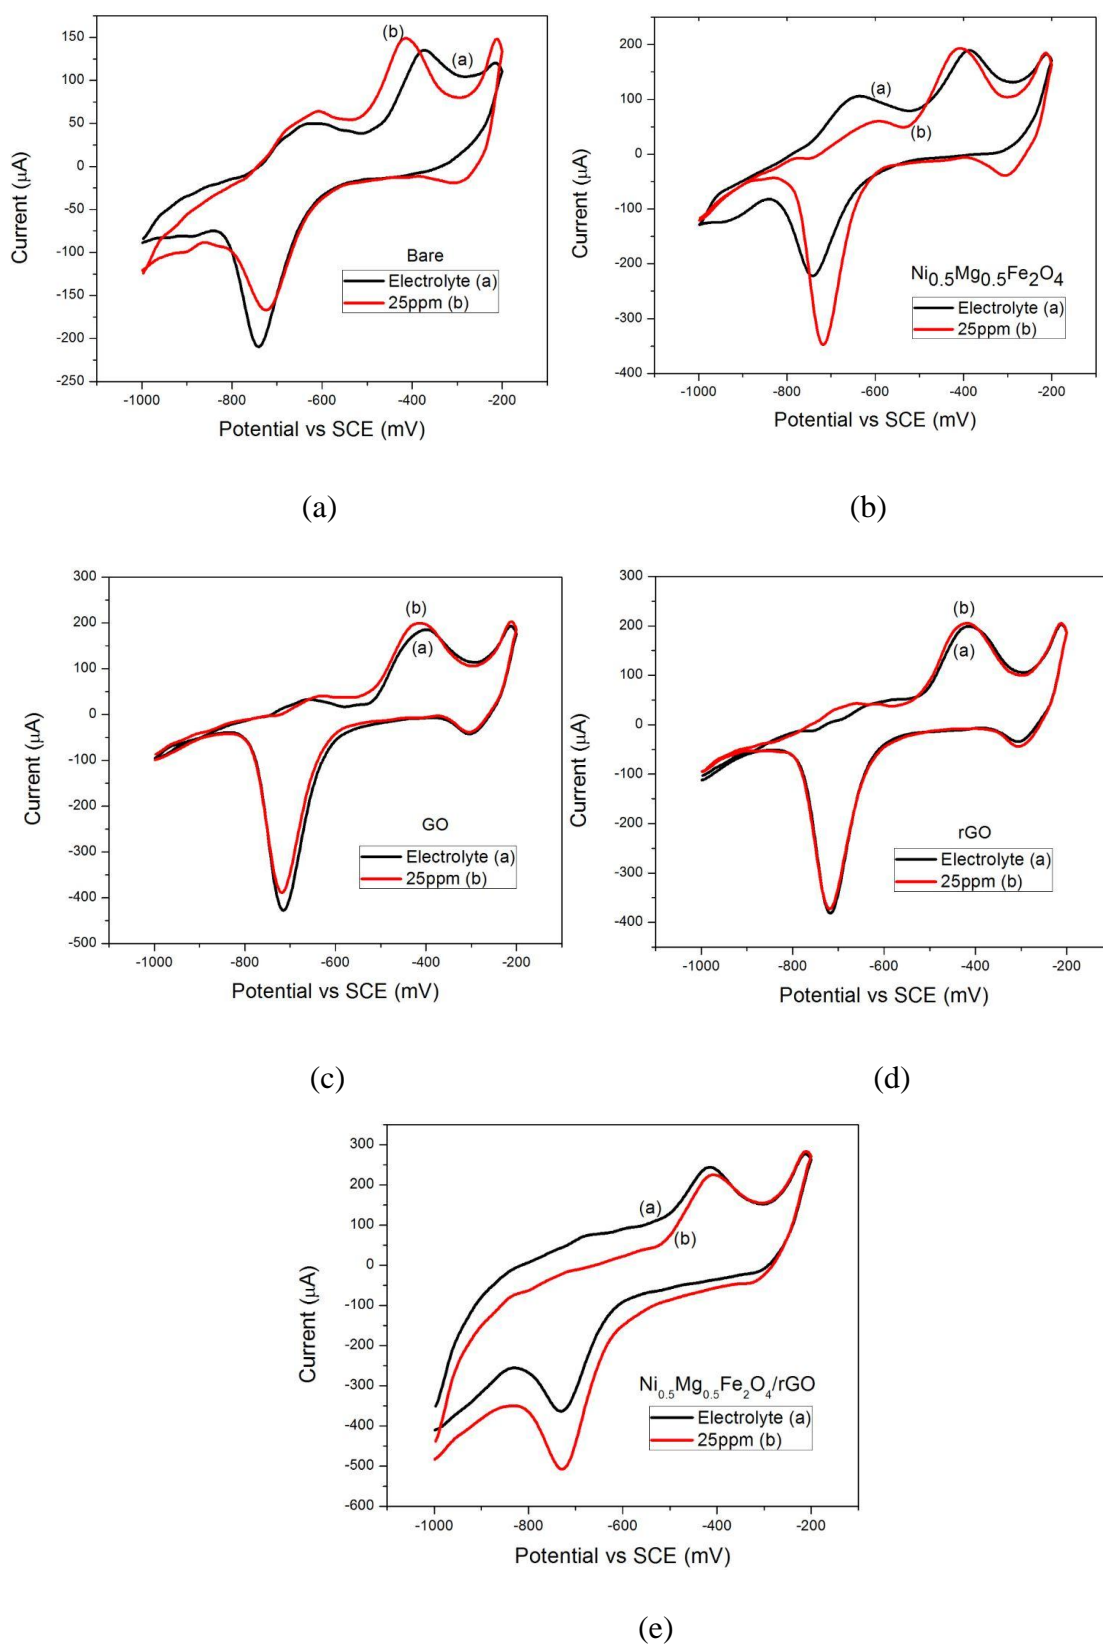 150
100
50
0
-50
-100
-150
-200
-250
Current (μA)
(b)
(a)
Bare
Electrolyte (a)
25ppm (b)
-1000 -800 -600 -400 -200
Potential vs SCE (mV)
(a)
200
100
0
-100
-200
-300
-400
Current (μA)
(a)
(b)
Ni0.5Mg0.5Fe2O4
Electrolyte (a)
25ppm (b)
-1000 -800 -600 -400 -200
Potential vs SCE (mV)
(b)
300
200
100
0
-100
-200
-300
-400
-500
Current (μA)
(b)
(a)
GO
Electrolyte (a)
25ppm (b)
-1000 -800 -600 -400 -200
Potential vs SCE (mV)
(c)
300
200
100
0
-100
-200
-300
-400
Current (μA)
(b)
(a)
rGO
Electrolyte (a)
25ppm (b)
-1000 -800 -600 -400 -200
Potential vs SCE (mV)
(d)
300
200
100
0
-100
-200
-300
-400
-500
-600
Current (μA)
(a)
(b)
Ni0.5Mg0.5Fe2O4/rGO
Electrolyte (a)
25ppm (b)
-1000 -800 -600 -400 -200
Potential vs SCE (mV)
(e)